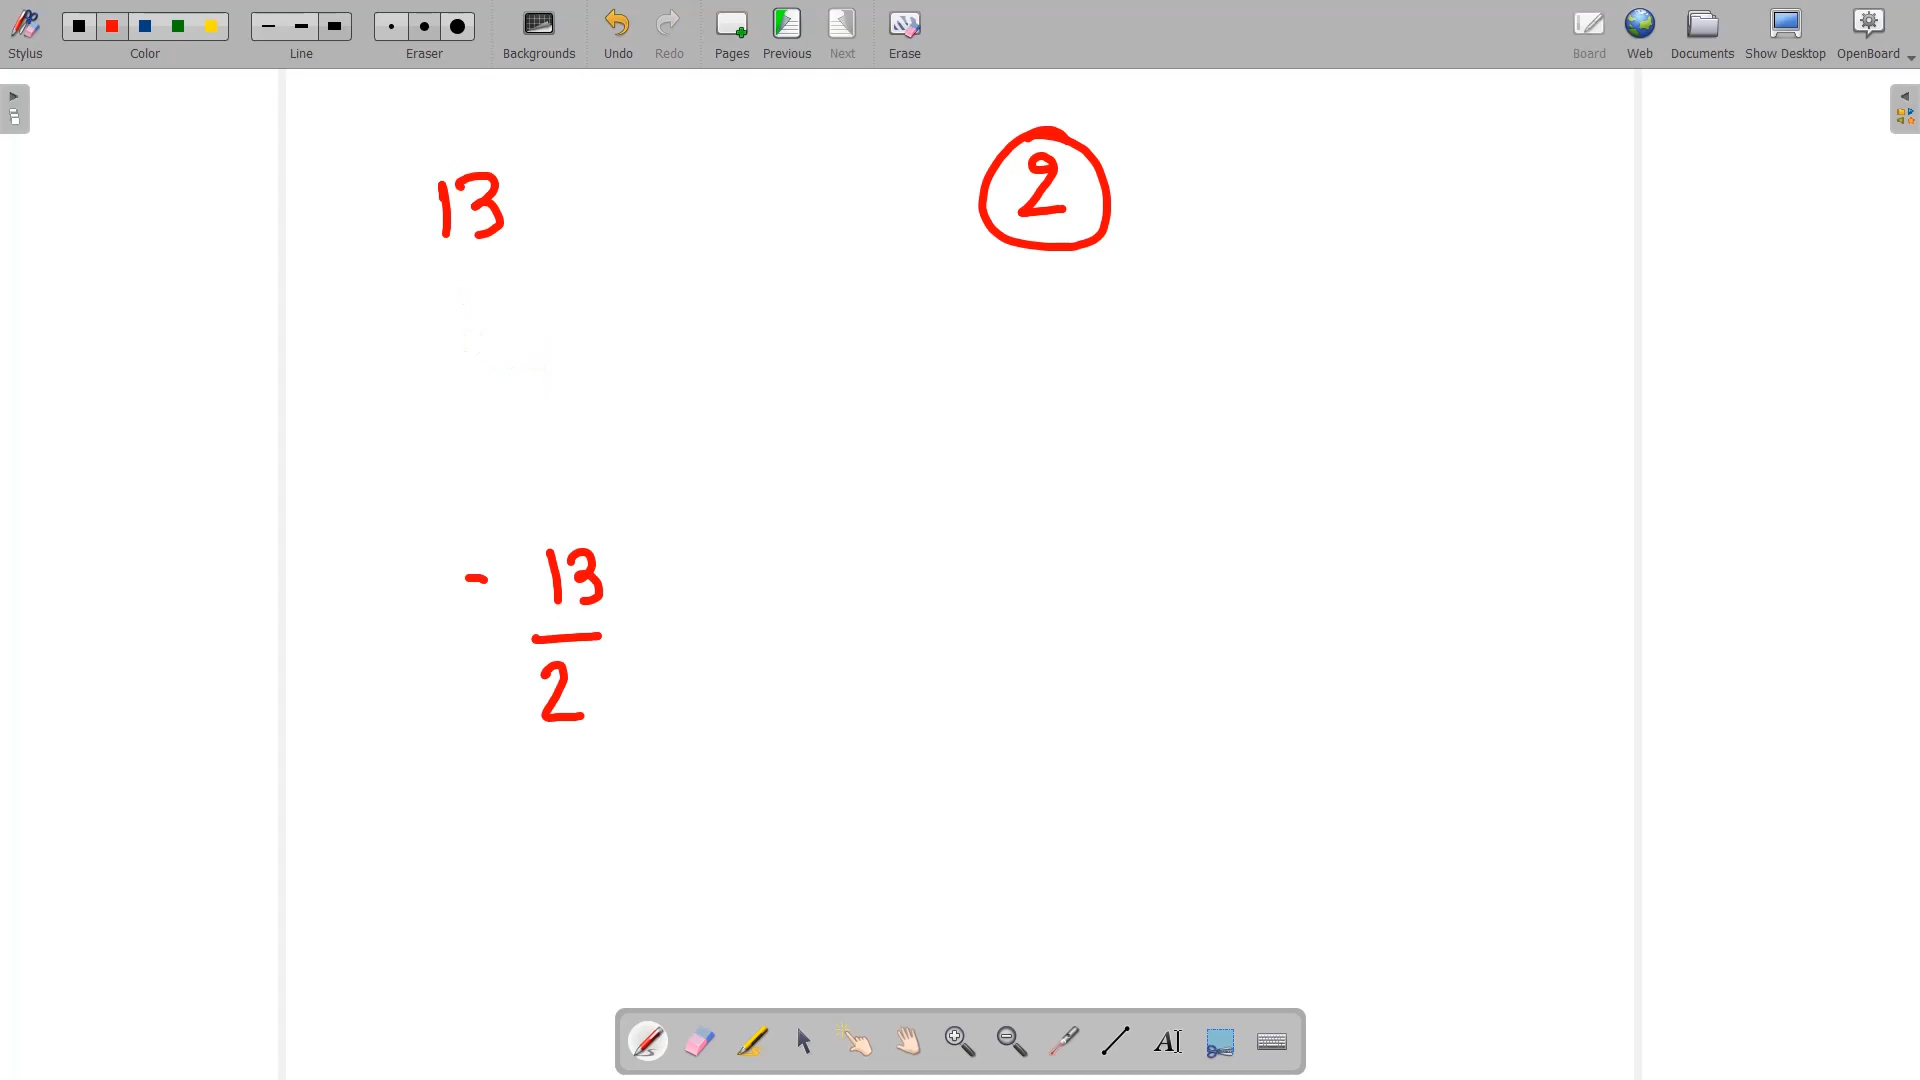 Stylus Color Line Eraser Backgrounds Undo Redo Pages Previous Next Erase Board Web Documents Show Desktop OpenBoard
13 2
- 13
2
A